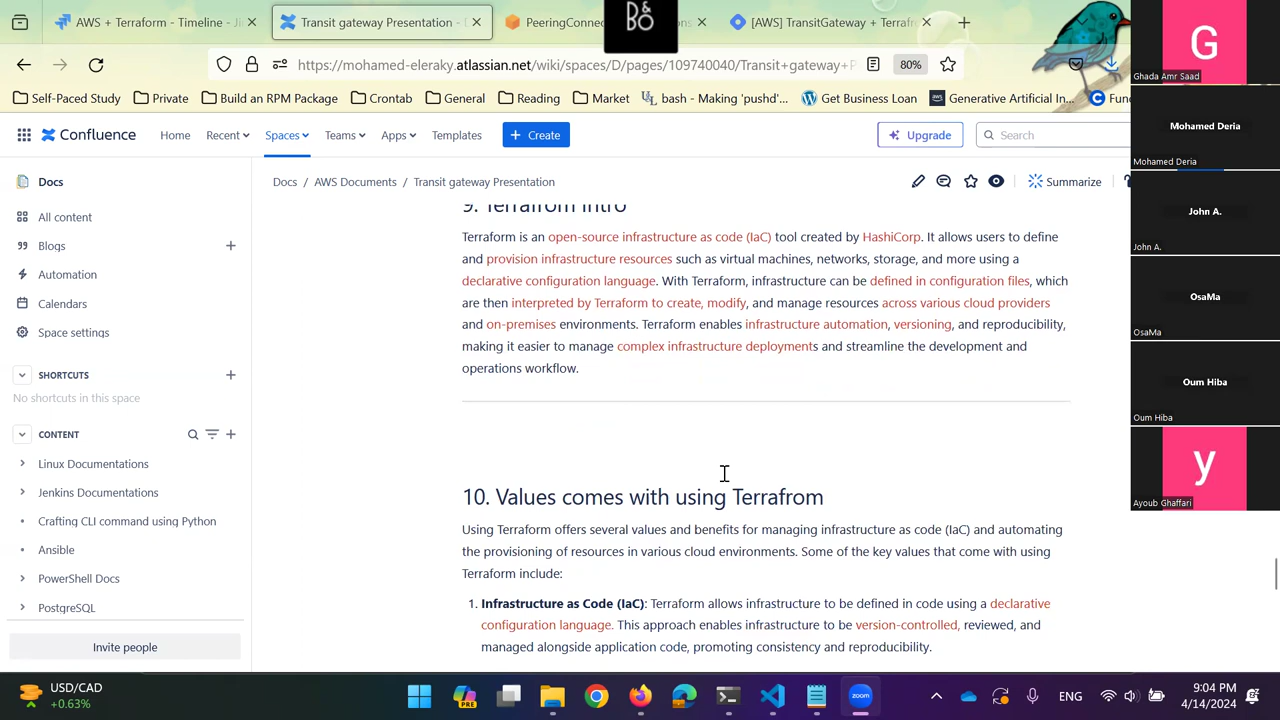 AWS + Terraform - Timeline - Ji
Transit gateway Presentation -
PeeringConnec
ons
[AWS] TransitGateway + Terrafr
D&BO
https://mohamed-eleraky.atlassian.net/wiki/spaces/D/pages/109740040/Transit+gateway+P
80%
Self-Paced Study
Private
Build an RPM Package
Crontab
General
Reading
Market
bash - Making 'pushd'...
Get Business Loan
Generative Artificial In...
Fund
Confluence
Home
Recent
Spaces
Teams
Apps
Templates
Create
Upgrade
Search
Docs
Docs / AWS Documents / Transit gateway Presentation
Summarize
All content
Blogs
Automation
Calendars
Space settings
SHORTCUTS
No shortcuts in this space
CONTENT
Linux Documentations
Jenkins Documentations
Crafting CLI command using Python
Ansible
PowerShell Docs
PostgreSQL
Invite people
9. Terrafrom Intro
Terraform is an open-source infrastructure as code (IaC) tool created by HashiCorp. It allows users to define
and provision infrastructure resources such as virtual machines, networks, storage, and more using a
declarative configuration language. With Terraform, infrastructure can be defined in configuration files, which
are then interpreted by Terraform to create, modify, and manage resources across various cloud providers
and on-premises environments. Terraform enables infrastructure automation, versioning, and reproducibility,
making it easier to manage complex infrastructure deployments and streamline the development and
operations workflow.
10. Values comes with using Terrafrom
Using Terraform offers several values and benefits for managing infrastructure as code (IaC) and automating
the provisioning of resources in various cloud environments. Some of the key values that come with using
Terraform include:
1. Infrastructure as Code (IaC): Terraform allows infrastructure to be defined in code using a declarative
configuration language. This approach enables infrastructure to be version-controlled, reviewed, and
managed alongside application code, promoting consistency and reproducibility.
G
Ghada Amr Saad
Mohamed Deria
Mohamed Deria
John A.
John A.
OsaMa
OsaMa
Oum Hiba
Oum Hiba
y
Ayoub Ghaffari
USD/CAD
+0.63%
PRE
zoom
ENG
9:04 PM
4/14/2024